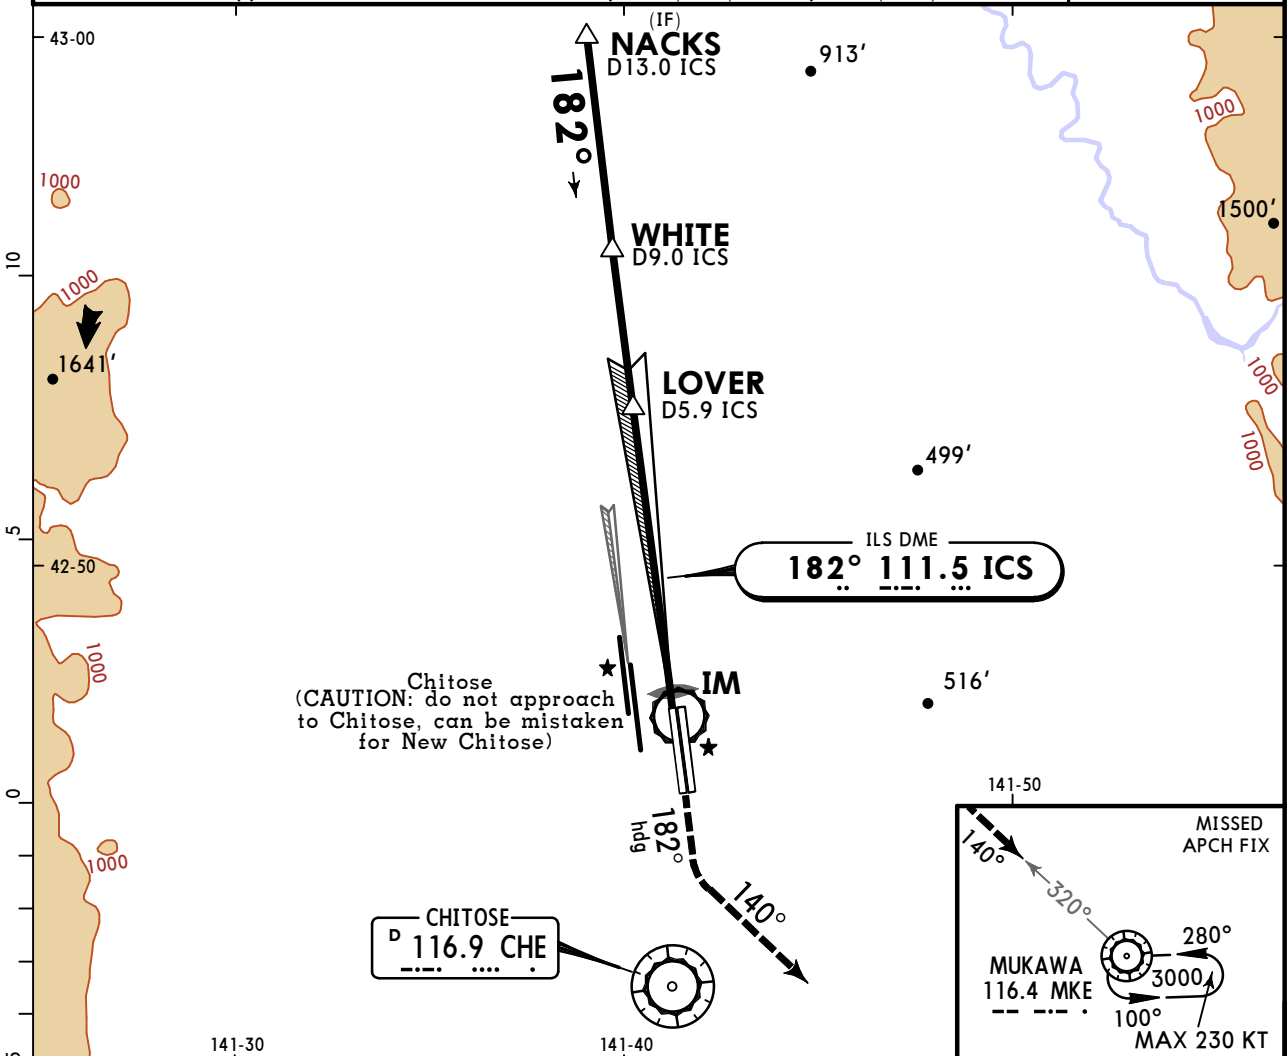 43-00
(IF)
NACKS
D13.0 ICS
182°
913'
1000
1000
1500'
WHITE
D9.0 ICS
10
1000
1641'
LOVER
D5.9 ICS
1000
1000
499'
5
42-50
ILS DME
182° 111.5 ICS
1000
Chitose
(CAUTION: do not approach
to Chitose, can be mistaken
for New Chitose)
IM
516'
0
141-50
182°
hdg
1000
140°
MISSED
APCH FIX
140°
320°
CHITOSE
D 116.9 CHE
280°
MUKAWA
116.4 MKE
3000
100°
MAX 230 KT
141-30
141-40